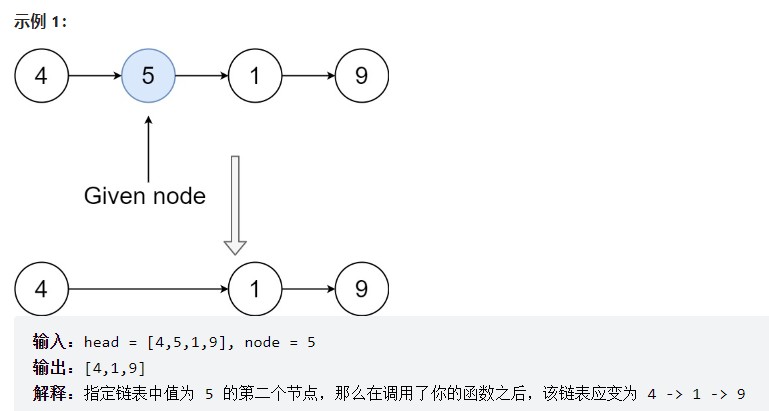 示例 1：
4 5 1 9
Given node
4 1 9
输入：head = [4,5,1,9], node = 5
输出：[4,1,9]
解释：指定链表中值为 5 的第二个节点，那么在调用了你的函数之后，该链表应变为 4 -> 1 -> 9